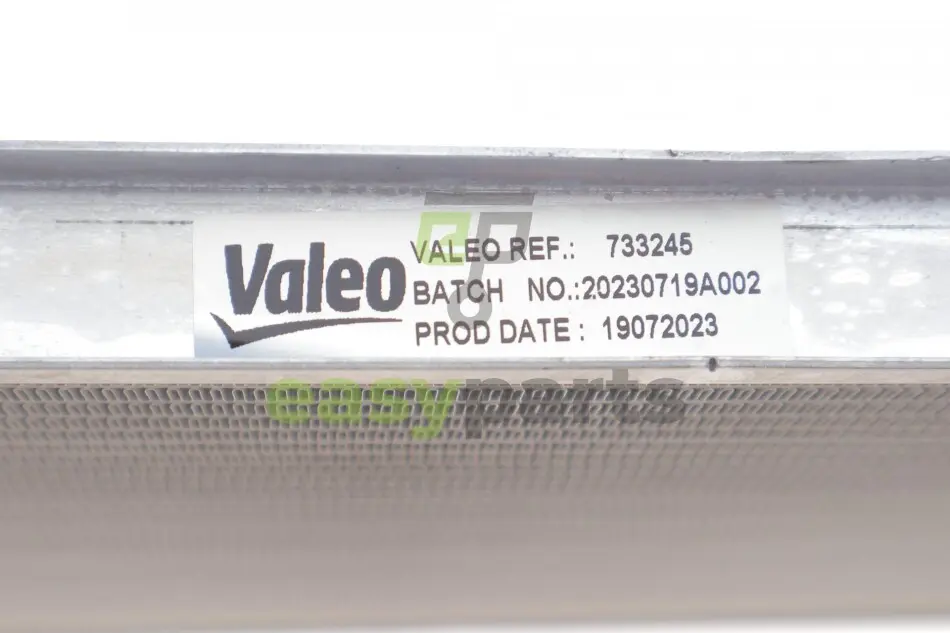 Valeo
VALEO REF.: 733245
BATCH NO.:20230719A002
PROD DATE : 19072023
easyparts